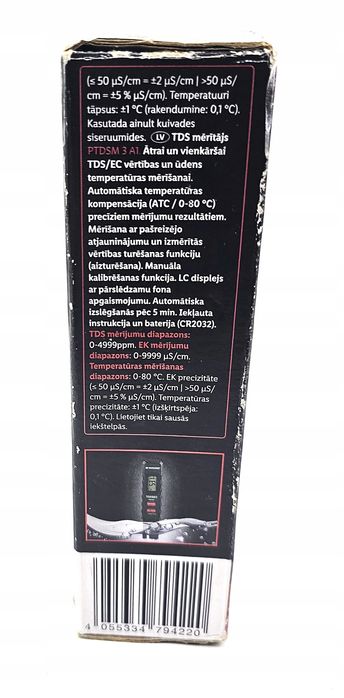 (≤ 50 µS/cm = ±2 µS/cm | >50 µS/
cm = ±5 % µS/cm). Temperatuuri
täpsus: ±1 °C (rakendumine: 0,1 °C).
Kasutada ainult kuivades
siseruumides. LV TDS mērītājs
PTDSM 3 A1. Ātrai un vienkāršai
TDS/EC vērtības un ūdens
temperatūras mērīšanai.
Automātiska temperatūras
kompensācija (ATC / 0-80 °C)
precīziem mērījumu rezultātiem.
Mērīšana ar pašreizējo
atjauninājumu un izmērītās
vērtības turēšanas funkciju
(aizturēšana). Manuāla
kalibrēšanas funkcija. LC displejs
ar pārslēdzamu fona
apgaismojumu. Automātiska
izslēgšanās pēc 5 min. Iekļauta
instrukcija un baterija (CR2032).
TDS mērījumu diapazons:
0-4999ppm. EK mērījumu
diapazons: 0-9999 µS/cm.
Temperatūras mērīšanas
diapazons: 0-80 °C. EK precizitāte
(≤ 50 µS/cm = ±2 µS/cm | >50 µS/
cm = ±5 % µS/cm). Temperatūras
precizitāte: ±1 °C (izšķirtspēja:
0,1 °C). Lietojiet tikai sausās
iekštelpās.
4 055334 794220